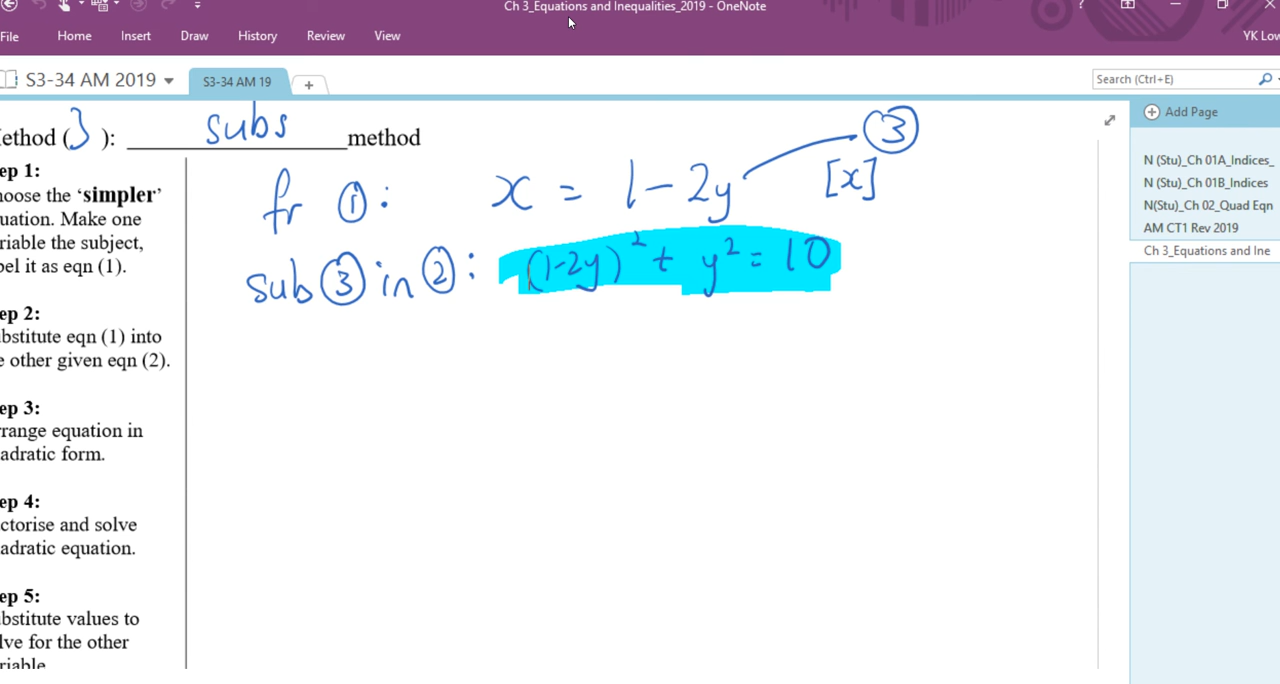 Ch 3_Equations and Inequalities_2019 - OneNote
File Home Insert Draw History Review View YK Low
S3-34 AM 2019 S3-34 AM 19 + Search (Ctrl+E)
Add Page
N (Stu)_Ch 01A_Indices_
N (Stu)_Ch 01B_Indices
N(Stu)_Ch 02_Quad Eqn
AM CT1 Rev 2019
Ch 3_Equations and Ine
ethod (3): subs method
ep 1:
hoose the ‘simpler’
uation. Make one
riable the subject,
bel it as eqn (1).
ep 2:
bstitute eqn (1) into
e other given eqn (2).
ep 3:
rrange equation in
adratic form.
ep 4:
ctorise and solve
adratic equation.
ep 5:
bstitute values to
lve for the other
riable
fr ①: x = 1 - 2y ③
[x]
sub ③ in ②: (1-2y)² + y² = 10